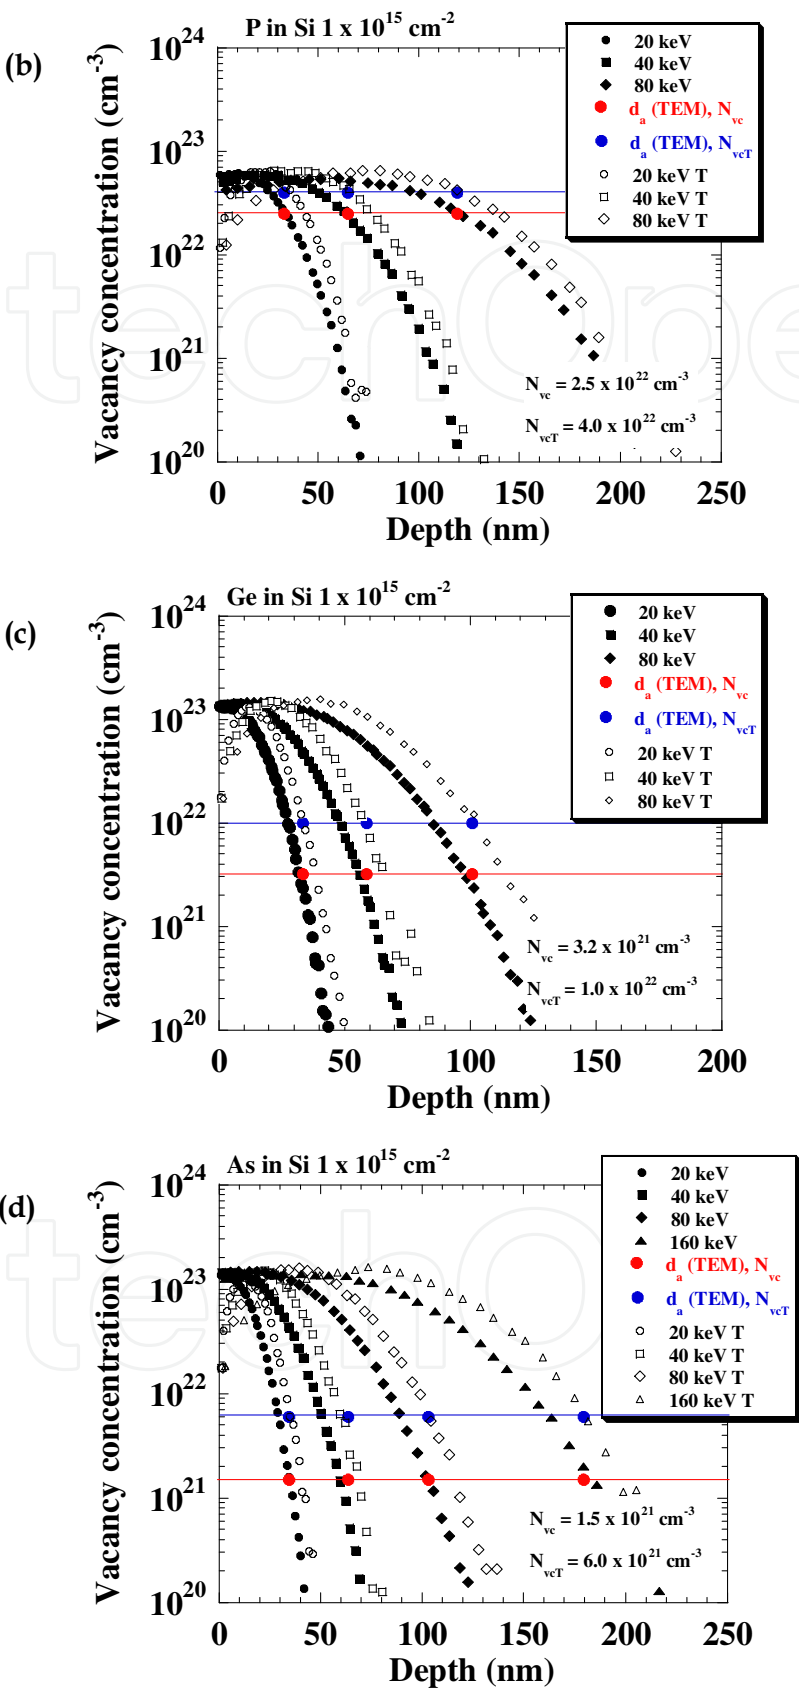 P in Si 1 x 10^15 cm^-2
(b)
Vacancy concentration (cm^-3)
10^24
10^23
10^22
10^21
10^20
20 keV
40 keV
80 keV
d_a (TEM), N_vc
d_a (TEM), N_vcT
20 keV T
40 keV T
80 keV T
N_vc = 2.5 x 10^22 cm^-3
N_vcT = 4.0 x 10^22 cm^-3
0 50 100 150 200 250
Depth (nm)
Ge in Si 1 x 10^15 cm^-2
(c)
Vacancy concentration (cm^-3)
10^24
10^23
10^22
10^21
10^20
20 keV
40 keV
80 keV
d_a (TEM), N_vc
d_a (TEM), N_vcT
20 keV T
40 keV T
80 keV T
N_vc = 3.2 x 10^21 cm^-3
N_vcT = 1.0 x 10^22 cm^-3
0 50 100 150 200
Depth (nm)
As in Si 1 x 10^15 cm^-2
(d)
Vacancy concentration (cm^-3)
10^24
10^23
10^22
10^21
10^20
20 keV
40 keV
80 keV
160 keV
d_a (TEM), N_vc
d_a (TEM), N_vcT
20 keV T
40 keV T
80 keV T
160 keV T
N_vc = 1.5 x 10^21 cm^-3
N_vcT = 6.0 x 10^21 cm^-3
0 50 100 150 200 250
Depth (nm)